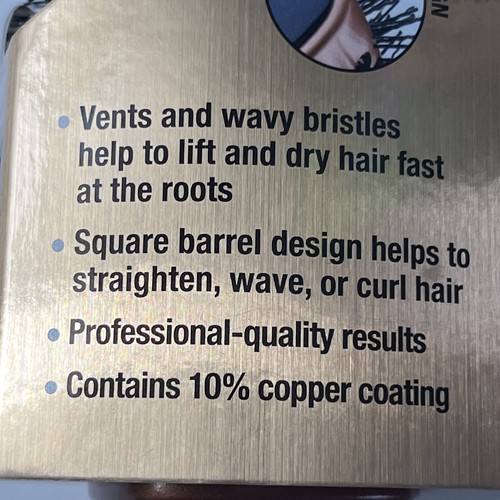 • Vents and wavy bristles
help to lift and dry hair fast
at the roots
• Square barrel design helps to
straighten, wave, or curl hair
• Professional-quality results
• Contains 10% copper coating